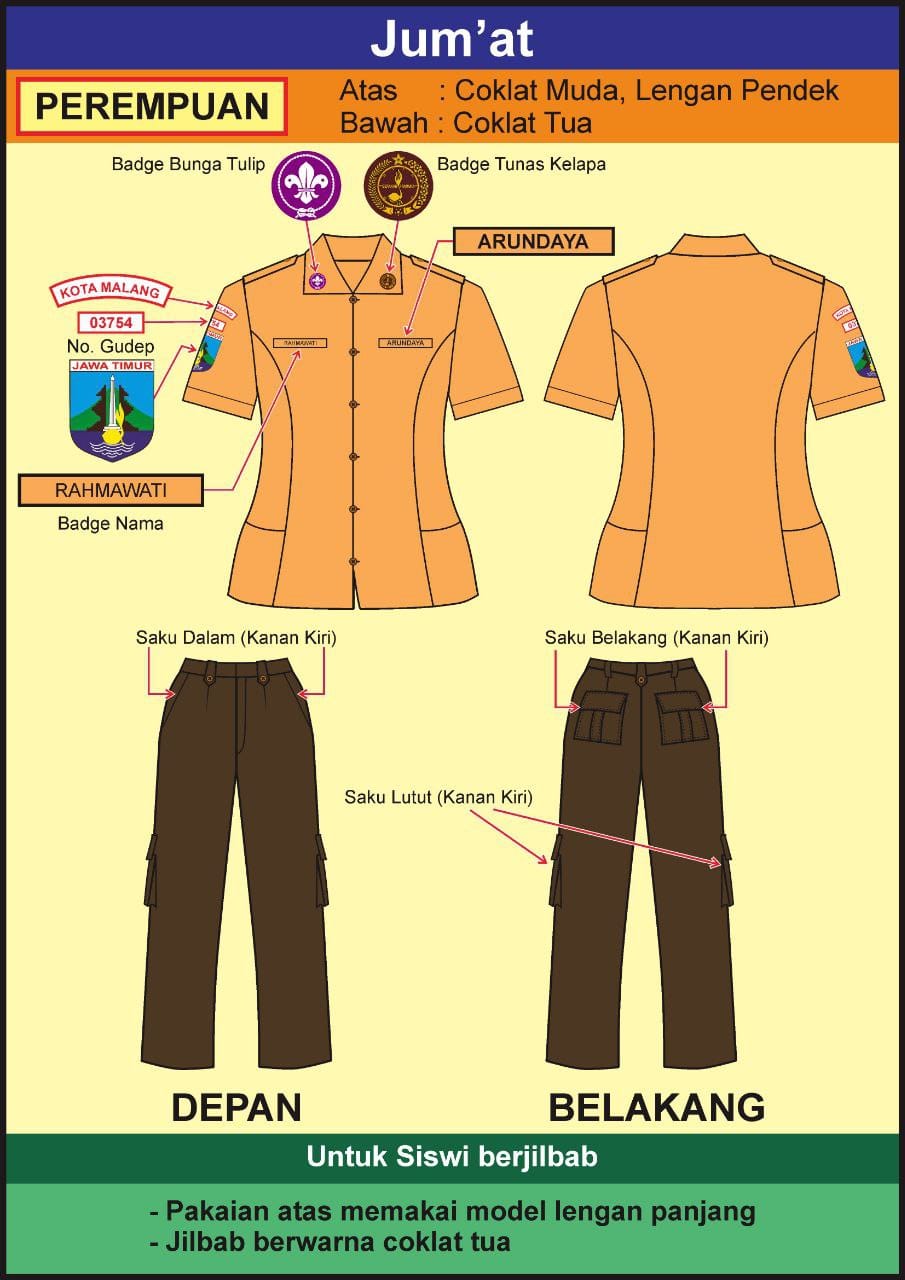 Jum'at
PEREMPUAN
Atas : Coklat Muda, Lengan Pendek
Bawah : Coklat Tua
Badge Bunga Tulip
Badge Tunas Kelapa
ARUNDAYA
KOTA MALANG
03754
No. Gudep
JAWA TIMUR
RAHMAWATI
ARUNDAYA
RAHMAWATI
Badge Nama
Saku Dalam (Kanan Kiri)
Saku Belakang (Kanan Kiri)
Saku Lutut (Kanan Kiri)
DEPAN
BELAKANG
Untuk Siswi berjilbab
- Pakaian atas memakai model lengan panjang
- Jilbab berwarna coklat tua